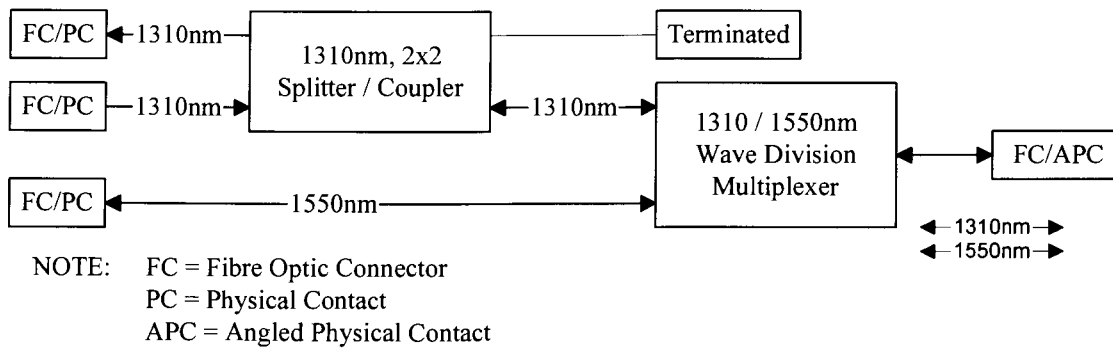 FC/PC
1310nm
1310nm, 2x2
Splitter / Coupler
Terminated
FC/PC
1310nm
1310nm
1310 / 1550nm
Wave Division
Multiplexer
FC/APC
FC/PC
1550nm
1310nm
1550nm
NOTE: FC = Fibre Optic Connector
PC = Physical Contact
APC = Angled Physical Contact